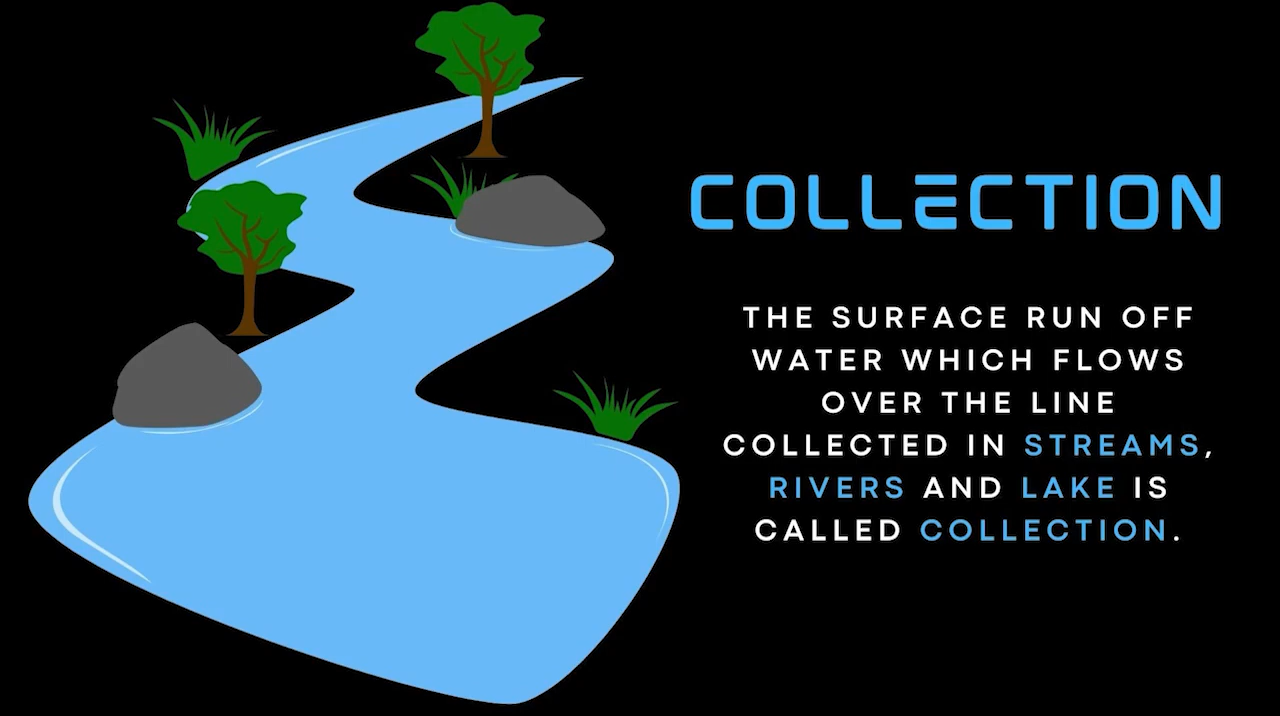 COLLECTION
THE SURFACE RUN OFF
WATER WHICH FLOWS
OVER THE LINE
COLLECTED IN STREAMS,
RIVERS AND LAKE IS
CALLED COLLECTION.